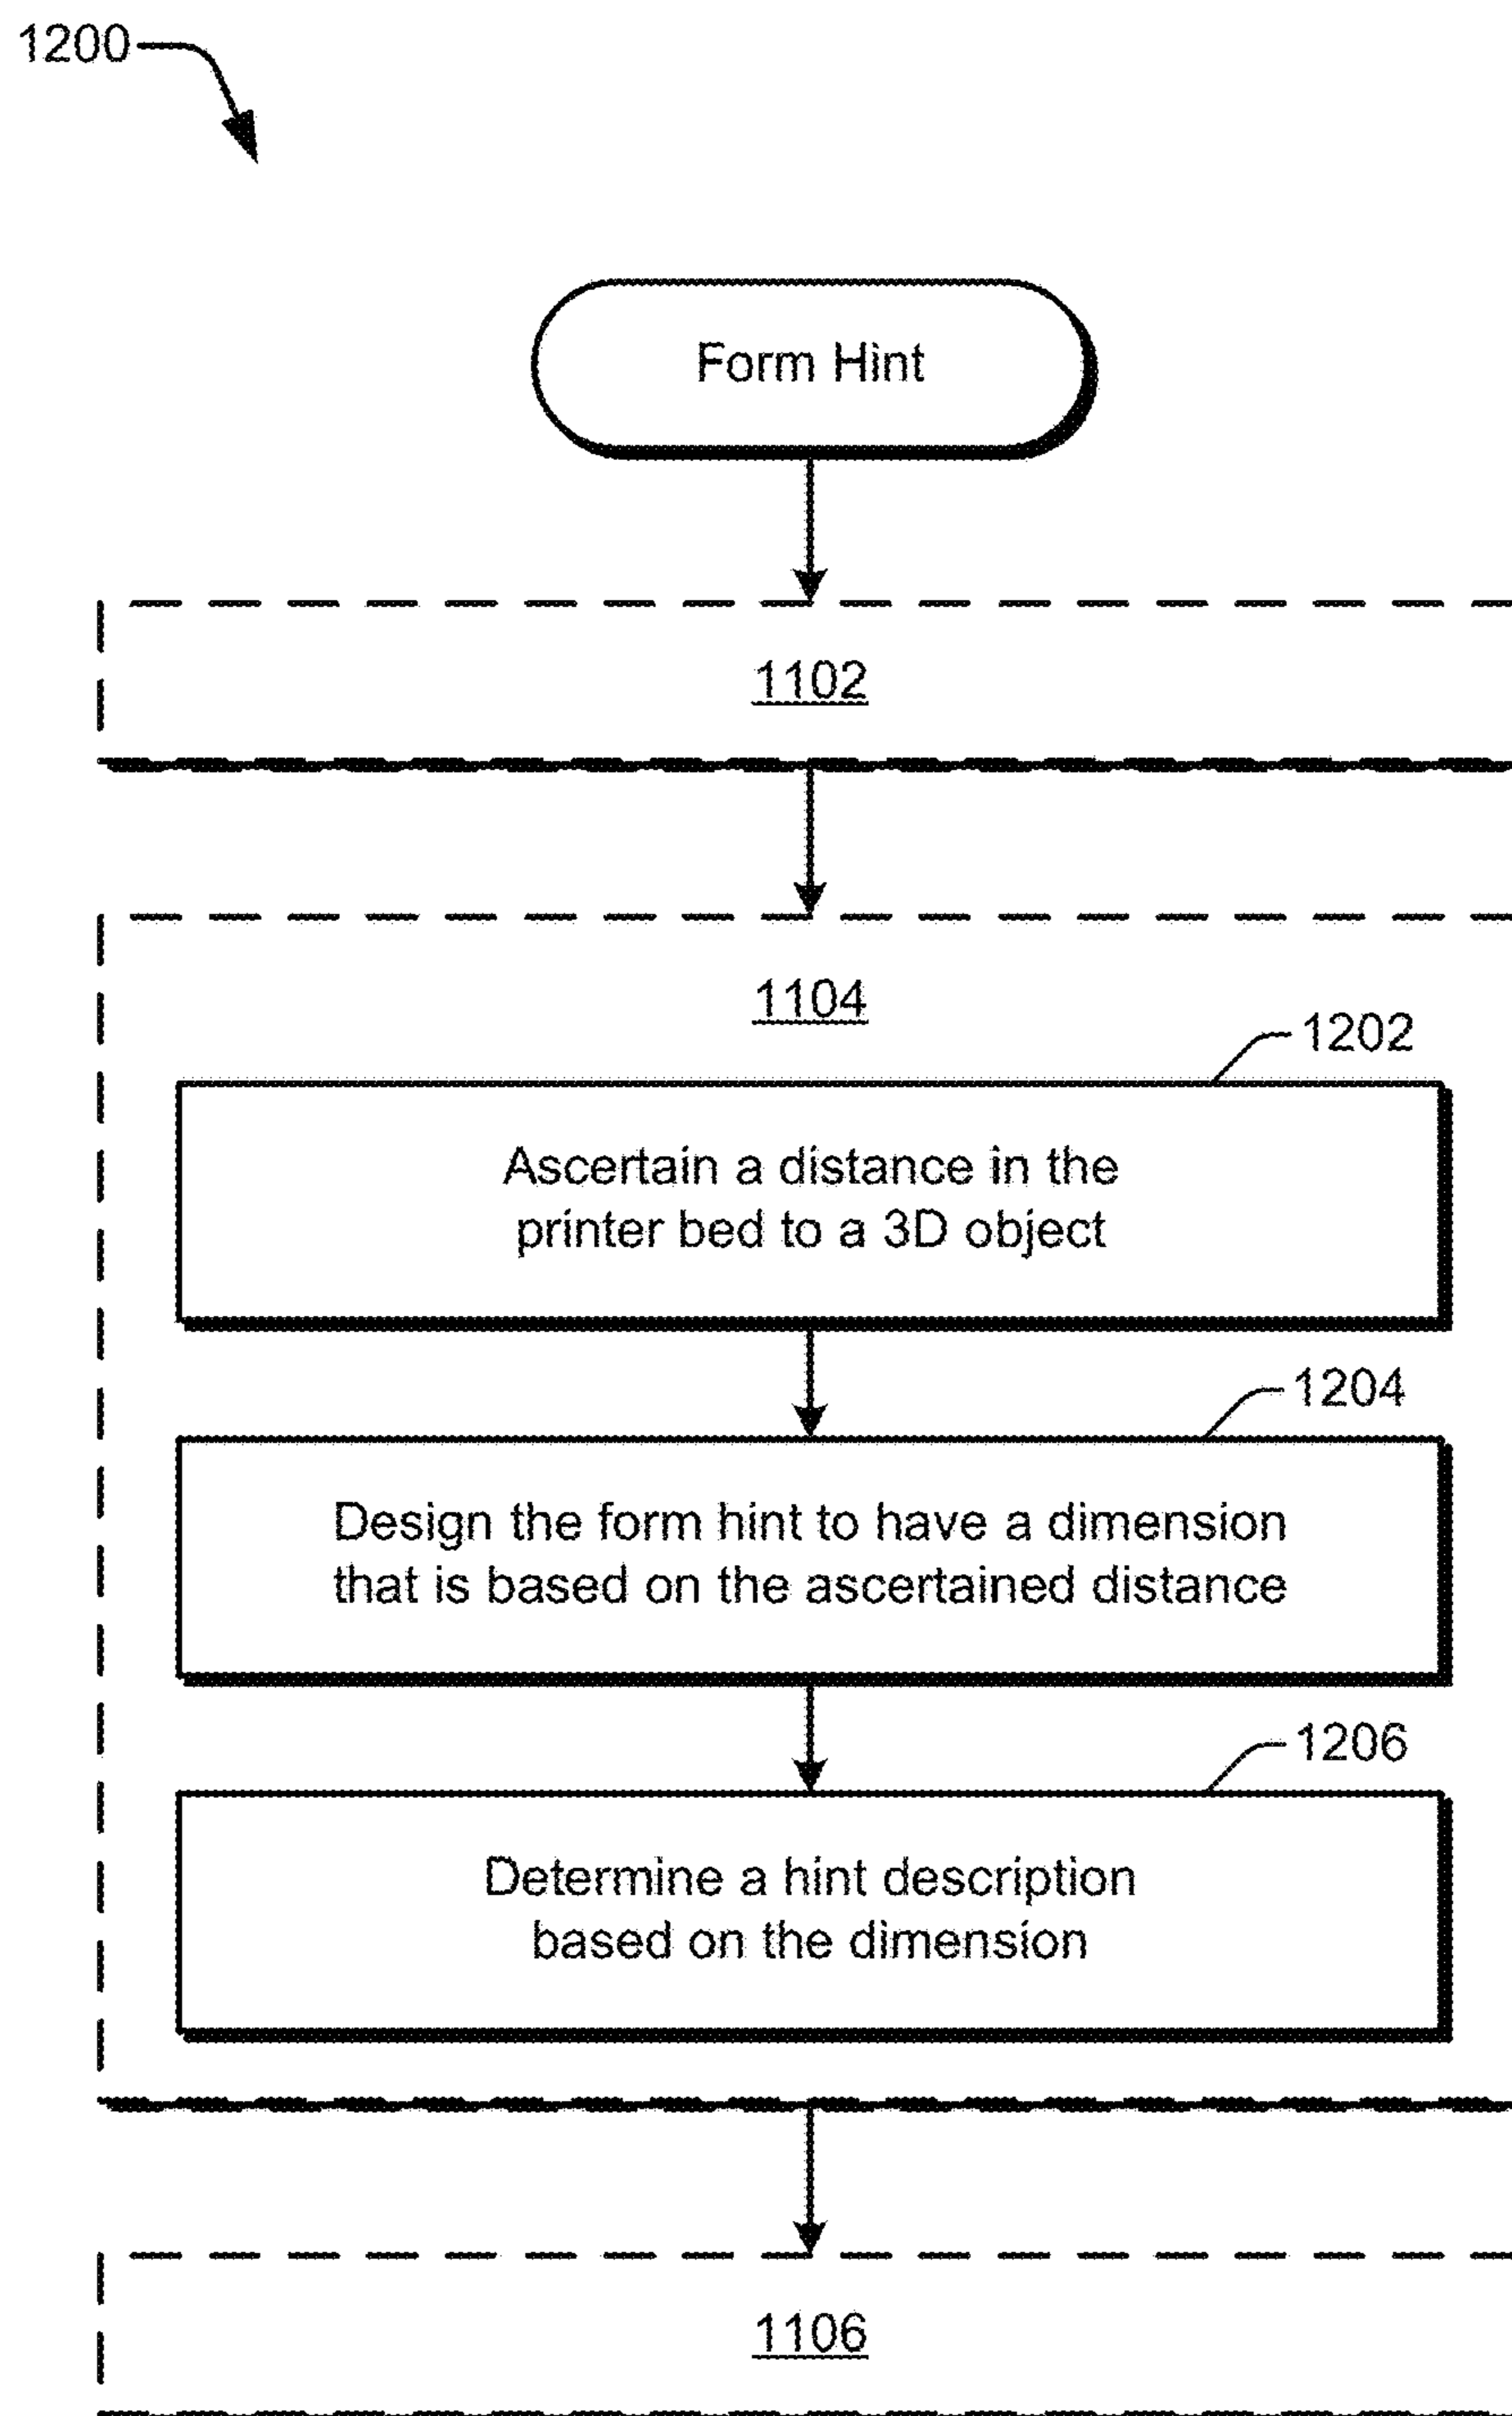 1200
Form Hint
1102
1104
1202
Ascertain a distance in the
printer bed to a 3D object
1204
Design the form hint to have a dimension
that is based on the ascertained distance
1206
Determine a hint description
based on the dimension
1106